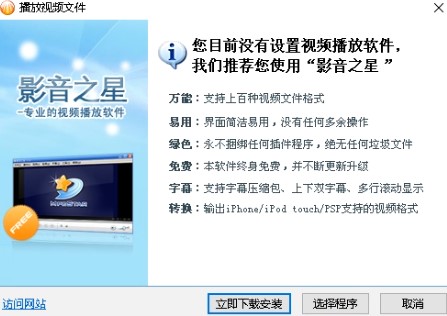 播放视频文件
影音之星
-专业的视频播放软件
MPCSTAR
FREE
您目前没有设置视频播放软件，
我们推荐您使用“影音之星 ”
万能：支持上百种视频文件格式
易用：界面简洁易用，没有任何多余操作
绿色：永不捆绑任何插件程序，绝无任何垃圾文件
免费：本软件终身免费，并不断更新升级
字幕：支持字幕压缩包、上下双字幕、多行滚动显示
转换：输出iPhone/iPod touch/PSP支持的视频格式
访问网站
立即下载安装
选择程序
取消